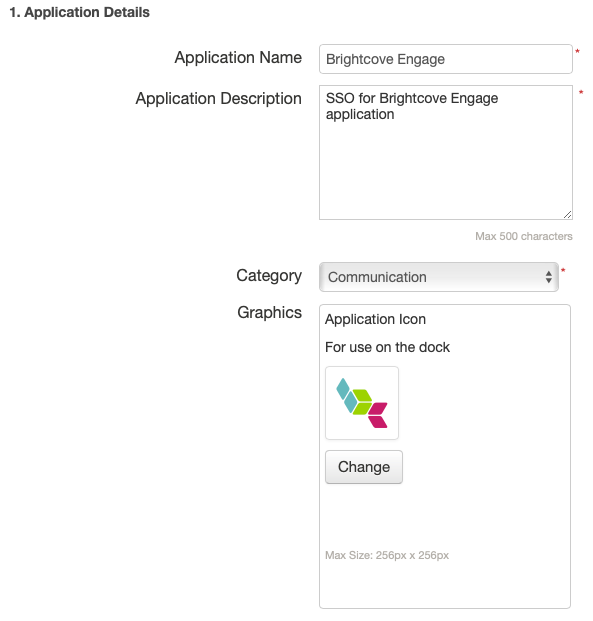 1. Application Details
Application Name
Brightcove Engage
*
Application Description
SSO for Brightcove Engage
application
*
Max 500 characters
Category
Communication
*
Graphics
Application Icon
For use on the dock
Change
Max Size: 256px x 256px